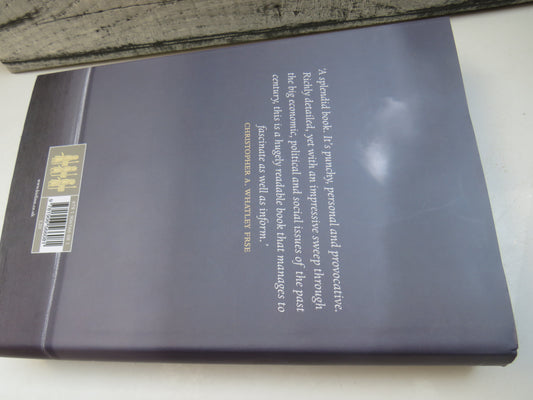 'A splendid book. It's punchy, personal and provocative.
Richly detailed, yet with an impressive sweep through
the big economic, political and social issues of the past
century, this is a hugely readable book that manages to
fascinate as well as inform.'
CHRISTOPHER A. WHATLEY FRSE